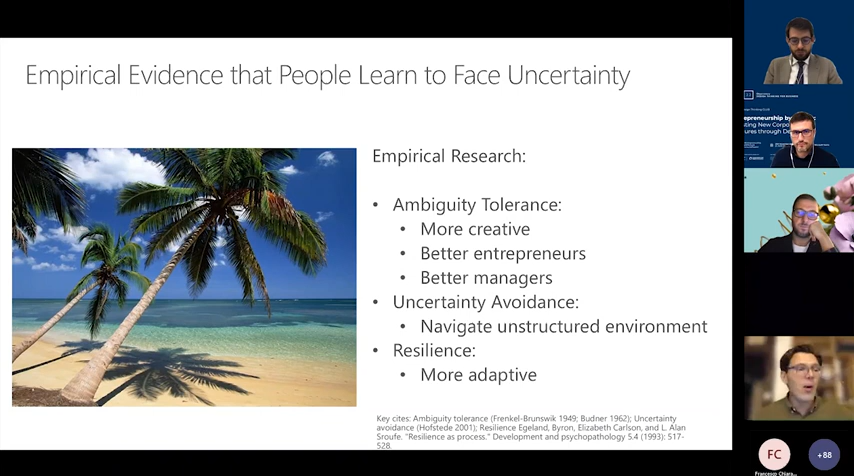 Empirical Evidence that People Learn to Face Uncertainty
Empirical Research:
• Ambiguity Tolerance:
• More creative
• Better entrepreneurs
• Better managers
• Uncertainty Avoidance:
• Navigate unstructured environment
• Resilience:
• More adaptive
Key cites: Ambiguity tolerance (Frenkel-Brunswik 1949; Budner 1962); Uncertainty
avoidance (Hofstede 2001); Resilience Egeland, Byron, Elizabeth Carlson, and L. Alan
Sroufe. "Resilience as process." Development and psychopathology 5.4 (1993): 517-
528.
FC
+88
Francesco Chiara...